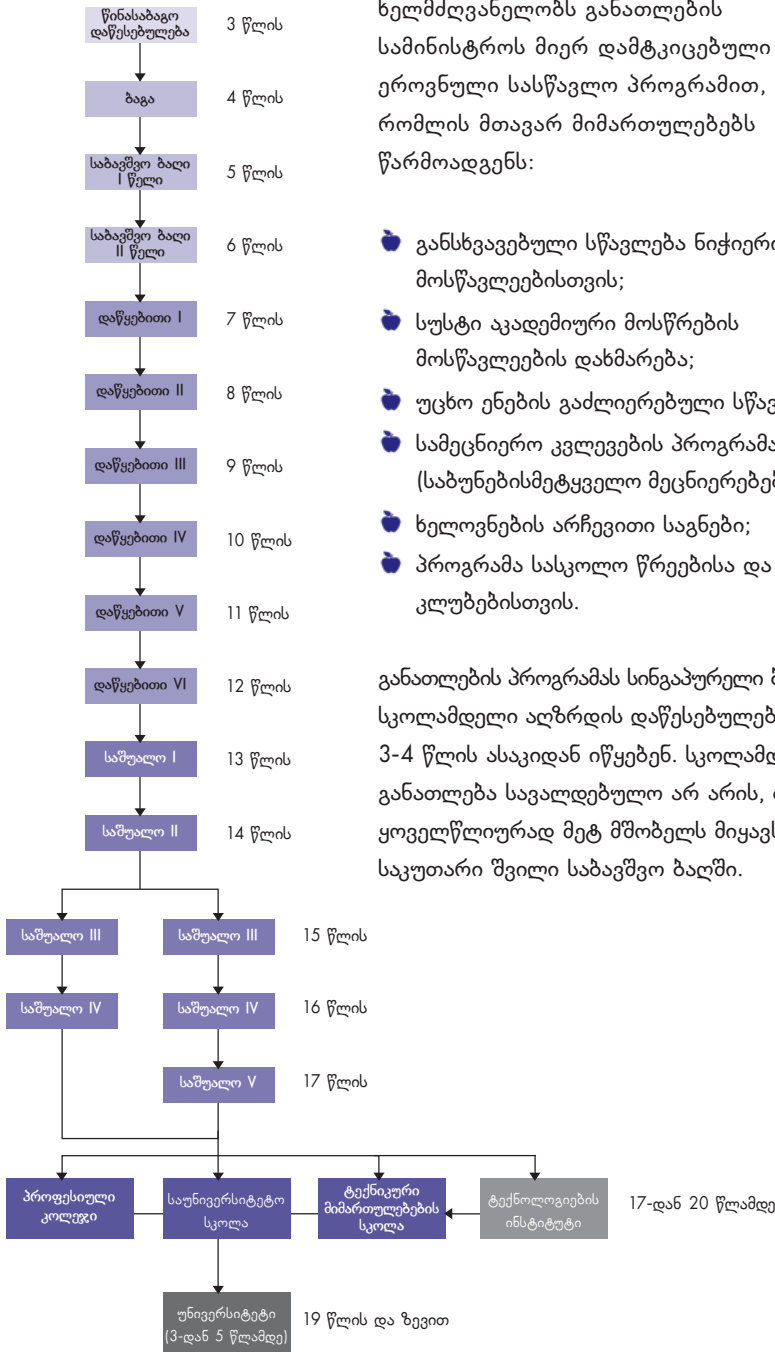 წინასაბაგო
დაწესებულება
3 წლის
ბაგა
4 წლის
საბავშვო ბაღი
I წელი
5 წლის
საბავშვო ბაღი
II წელი
6 წლის
დაწყებითი I
7 წლის
დაწყებითი II
8 წლის
დაწყებითი III
9 წლის
დაწყებითი IV
10 წლის
დაწყებითი V
11 წლის
დაწყებითი VI
12 წლის
საშუალო I
13 წლის
საშუალო II
14 წლის
საშუალო III
საშუალო III
15 წლის
საშუალო IV
საშუალო IV
16 წლის
საშუალო V
17 წლის
პროფესიული
კოლეჯი
საუნივერსიტეტო
სკოლა
ტექნიკური
მიმართულებების
სკოლა
ტექნოლოგიების
ინსტიტუტი
17-დან 20 წლამდე
უნივერსიტეტი
(3-დან 5 წლამდე)
19 წლის და ზევით
ხელმძღვანელობს განათლების
სამინისტროს მიერ დამტკიცებული
ეროვნული სასწავლო პროგრამით,
რომლის მთავარ მიმართულებებს
წარმოადგენს:
განსხვავებული სწავლება ნიჭიერი
მოსწავლეებისთვის;
სუსტი აკადემიური მოსწრების
მოსწავლეების დახმარება;
უცხო ენების გაძლიერებული
სამეცნიერო კვლევების
(საბუნებისმეტყველო
ხელოვნების არჩევითი საგნები;
პროგრამა სასკოლო წრეებისა და
კლუბებისთვის.
განათლების პროგრამას სინგაპურელი
სკოლამდელი აღზრდის
3-4 წლის ასაკიდან იწყებენ.
განათლება სავალდებულო არ არის,
ყოველწლიურად მეტ მშობელს
საკუთარი შვილი საბავშვო ბაღში.